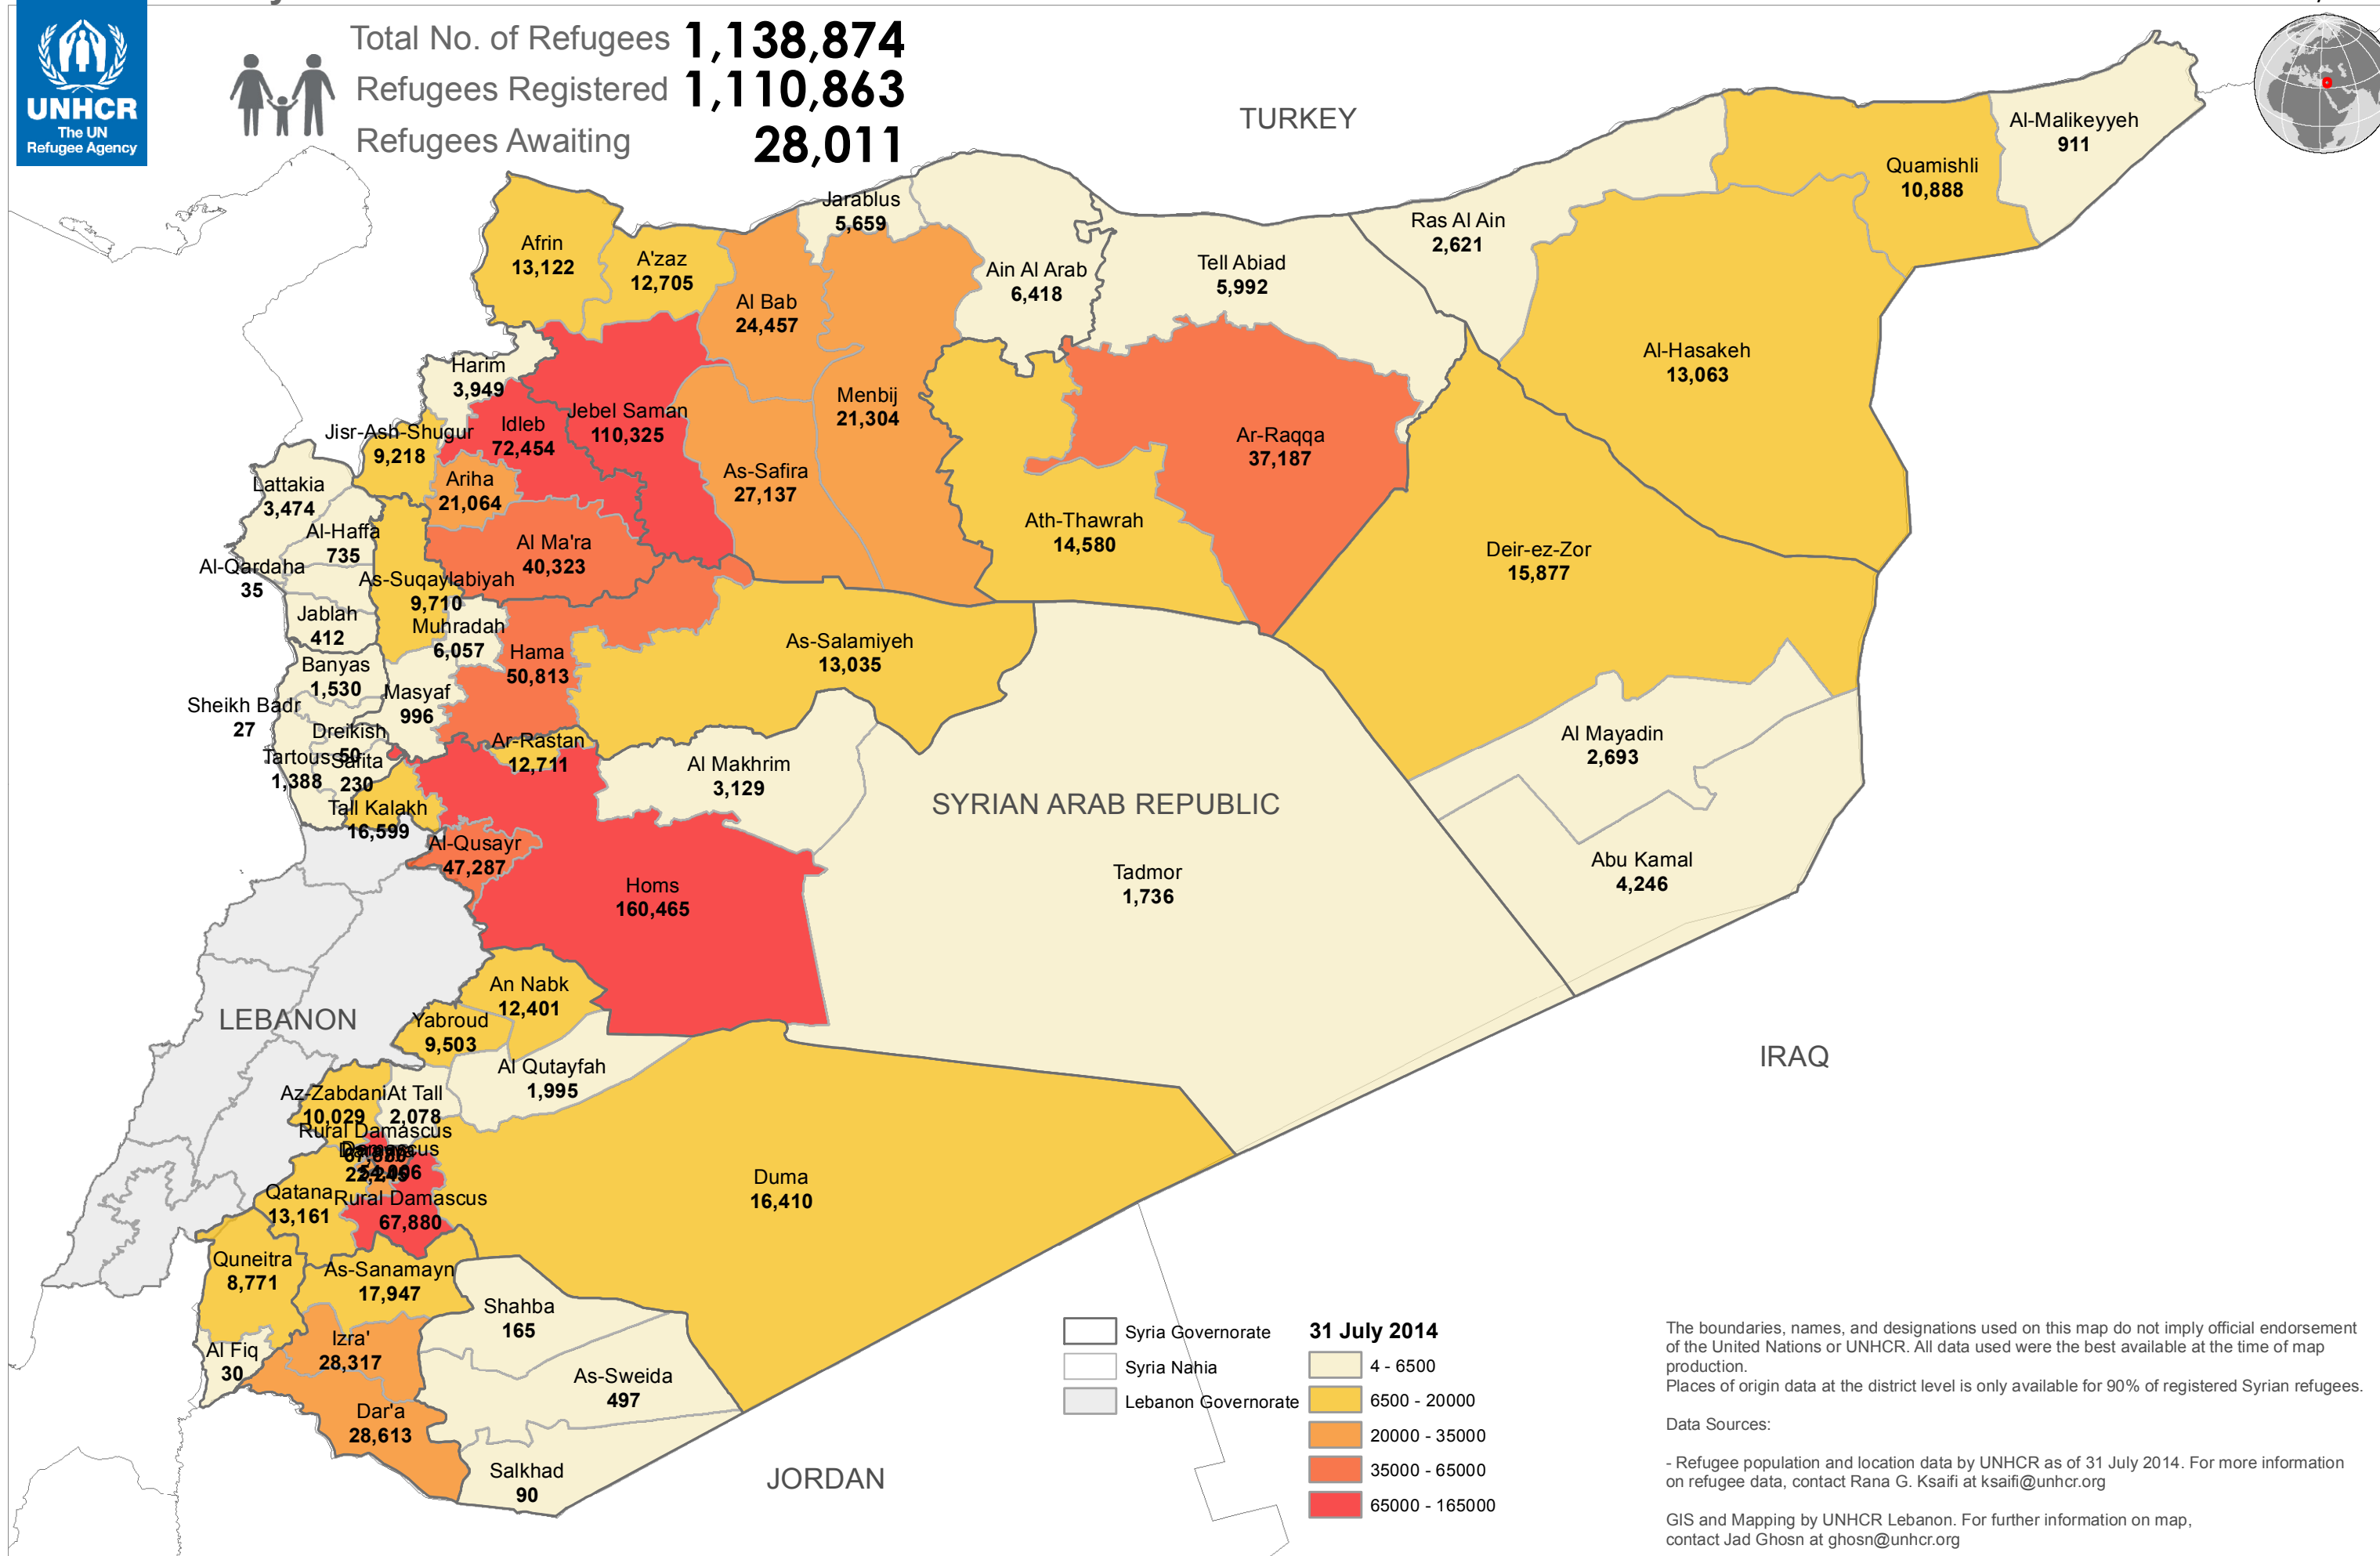 UNHCR
The UN
Refugee Agency
Total No. of Refugees 1,138,874
Refugees Registered 1,110,863
Refugees Awaiting 28,011
TURKEY
Al-Malikeyyeh
911
Quamishli
10,888
Jarablus
5,659
Ras Al Ain
2,621
Afrin
13,122
A'zaz
12,705
Ain Al Arab
6,418
Tell Abiad
5,992
Al Bab
24,457
Al-Hasakeh
13,063
Harim
3,949
Menbij
21,304
Jebel Saman
110,325
Idleb
72,454
Jisr-Ash-Shugur
9,218
Ar-Raqqa
37,187
As-Safira
27,137
Ariha
21,064
Lattakia
3,474
Al-Haffa
735
Ath-Thawrah
14,580
Al Ma'ra
40,323
Deir-ez-Zor
15,877
Al-Qardaha
35
As-Suqaylabiyah
9,710
Jablah
412
Muhradah
6,057
Hama
50,813
As-Salamiyeh
13,035
Banyas
1,530
Masyaf
996
Sheikh Badr
27
Dreikish
50
Ar-Rastan
12,711
Al Mayadin
2,693
Tartous
1,388
Safita
230
Al Makhrim
3,129
SYRIAN ARAB REPUBLIC
Tall Kalakh
16,599
Al-Qusayr
47,287
Abu Kamal
4,246
Tadmor
1,736
Homs
160,465
An Nabk
12,401
LEBANON
Yabroud
9,503
IRAQ
Al Qutayfah
1,995
Az-Zabdani
10,029
At Tall
2,078
Rural Damascus
Damascus
Duma
16,410
Qatana
13,161
Rural Damascus
67,880
Quneitra
8,771
As-Sanamayn
17,947
Shahba
165
Izra'
28,317
Al Fiq
30
As-Sweida
497
Dar'a
28,613
Salkhad
90
JORDAN
Syria Governorate
Syria Nahia
Lebanon Governorate
31 July 2014
4 - 6500
6500 - 20000
20000 - 35000
35000 - 65000
65000 - 165000
The boundaries, names, and designations used on this map do not imply official endorsement
of the United Nations or UNHCR. All data used were the best available at the time of map
production.
Places of origin data at the district level is only available for 90% of registered Syrian refugees.
Data Sources:
- Refugee population and location data by UNHCR as of 31 July 2014. For more information
on refugee data, contact Rana G. Ksaifi at ksaifi@unhcr.org
GIS and Mapping by UNHCR Lebanon. For further information on map,
contact Jad Ghosn at ghosn@unhcr.org